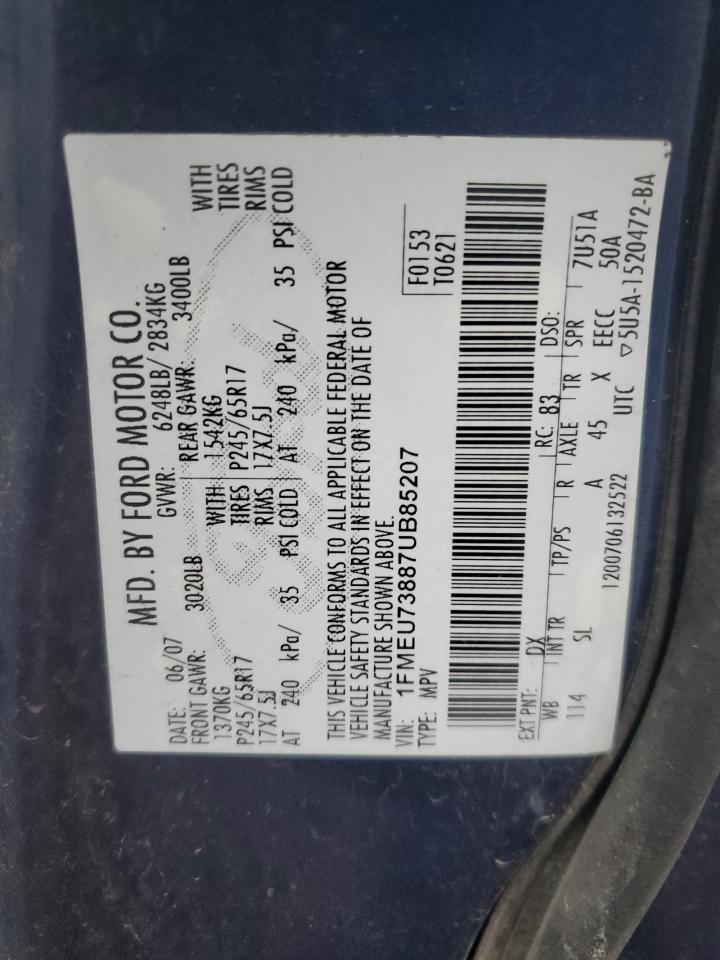 MFD. BY FORD MOTOR CO.
DATE: 06/07 GVWR: 6248LB/ 2834KG
FRONT GAWR: 3020LB REAR GAWR: 3400LB
1370KG WITH 1542KG WITH
P245/65R17 TIRES P245/65R17 TIRES
17X7.5J RIMS 17X7.5J RIMS
AT 240 kPa/ 35 PSI COLD AT 240 kPa/ 35 PSI COLD
THIS VEHICLE CONFORMS TO ALL APPLICABLE FEDERAL MOTOR
VEHICLE SAFETY STANDARDS IN EFFECT ON THE DATE OF
MANUFACTURE SHOWN ABOVE.
VIN: 1FMEU73887UB85207 F0153
TYPE: MPV T0621
EXT PNT: DX RC: 83 DSO:
WB INT TR TP/PS R AXLE TR SPR 7U51A
114 SL A 45 X EECC 50A
UTC ▽5U5A-1520472-BA
1200706132522